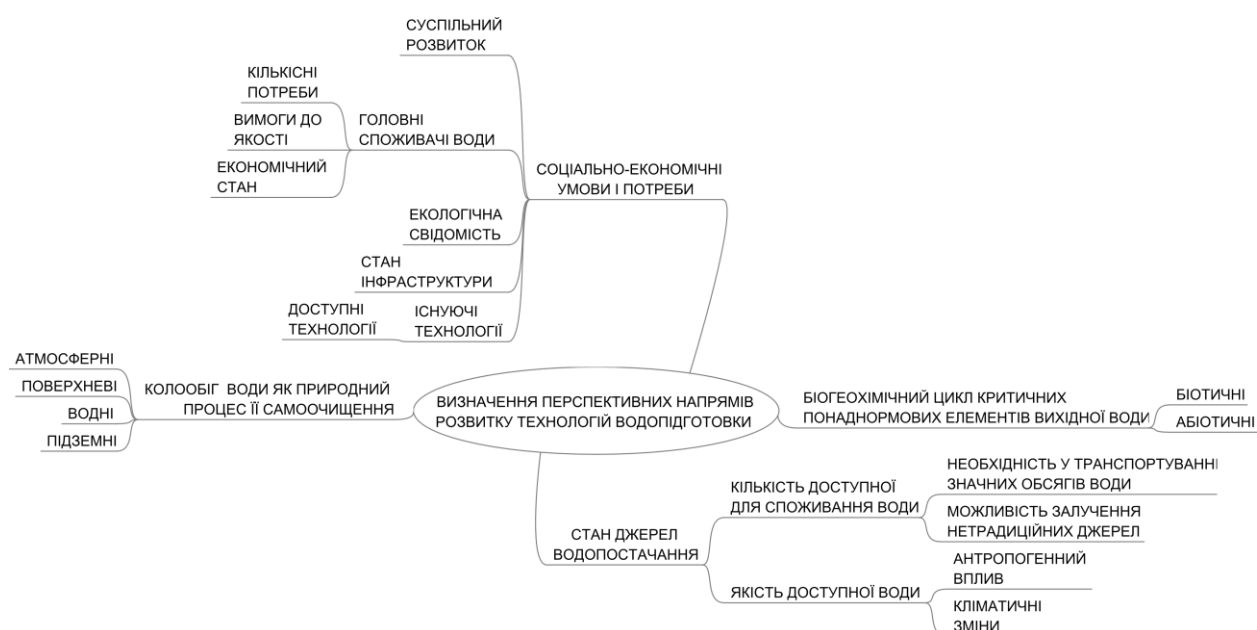 СУСПІЛЬНИЙ
РОЗВИТОК
КІЛЬКІСНІ
ПОТРЕБИ
ВИМОГИ ДО
ЯКОСТІ
ЕКОНОМІЧНИЙ
СТАН
ГОЛОВНІ
СПОЖИВАЧІ ВОДИ
СОЦІАЛЬНО-ЕКОНОМІЧНІ
УМОВИ І ПОТРЕБИ
ЕКОЛОГІЧНА
СВІДОМІСТЬ
СТАН
ІНФРАСТРУКТУРИ
ДОСТУПНІ
ТЕХНОЛОГІЇ
ІСНУЮЧІ
ТЕХНОЛОГІЇ
АТМОСФЕРНІ
ПОВЕРХНЕВІ
ВОДНІ
ПІДЗЕМНІ
КОЛООБІГ ВОДИ ЯК ПРИРОДНИЙ
ПРОЦЕС ЇЇ САМООЧИЩЕННЯ
ВИЗНАЧЕННЯ ПЕРСПЕКТИВНИХ НАПРЯМІВ
РОЗВИТКУ ТЕХНОЛОГІЙ ВОДОПІДГОТОВКИ
БІОГЕОХІМІЧНИЙ ЦИКЛ КРИТИЧНИХ
ПОНАДНОРМОВИХ ЕЛЕМЕНТІВ ВИХІДНОЇ ВОДИ
БІОТИЧНІ
АБІОТИЧНІ
СТАН ДЖЕРЕЛ
ВОДОПОСТАЧАННЯ
КІЛЬКІСТЬ ДОСТУПНОЇ
ДЛЯ СПОЖИВАННЯ ВОДИ
НЕОБХІДНІСТЬ У ТРАНСПОРТУВАННІ
ЗНАЧНИХ ОБСЯГІВ ВОДИ
МОЖЛИВІСТЬ ЗАЛУЧЕННЯ
НЕТРАДИЦІЙНИХ ДЖЕРЕЛ
ЯКІСТЬ ДОСТУПНОЇ ВОДИ
АНТРОПОГЕННИЙ
ВПЛИВ
КЛІМАТИЧНІ
ЗМІНИ